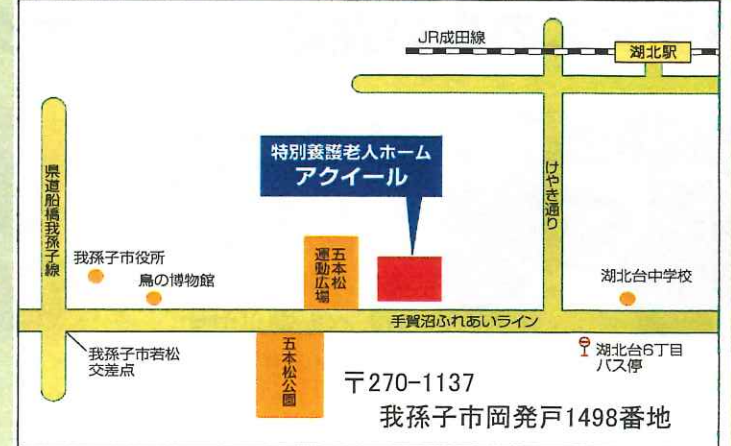 JR成田線
湖北駅
特別養護老人ホーム
アクイール
県道船橋我孫子線
けやき通り
我孫子市役所
鳥の博物館
五本松
運動広場
湖北台中学校
手賀沼ふれあいライン
我孫子市若松
交差点
五本松公園
湖北台6丁目
バス停
〒270-1137
我孫子市岡発戸1498番地